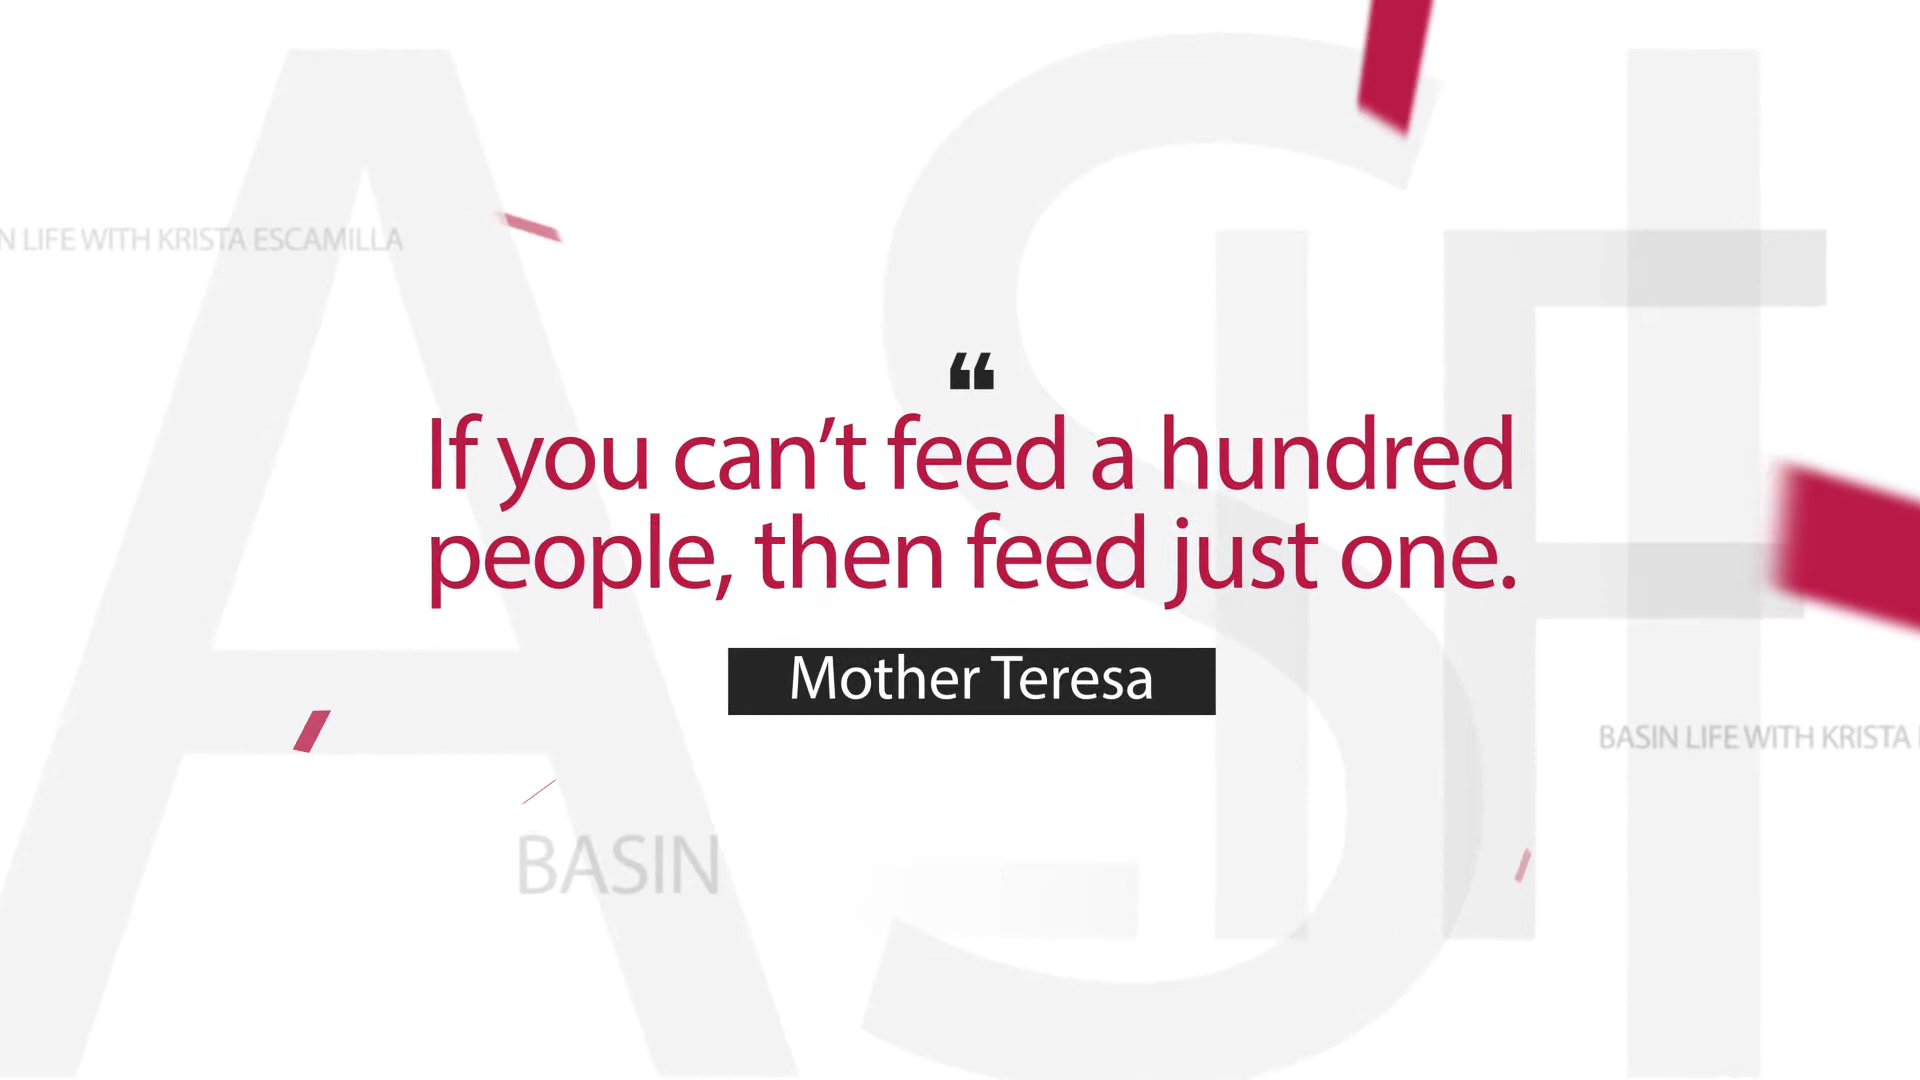 N LIFE WITH KRISTA ESCAMILLA
❝
If you can’t feed a hundred
people, then feed just one.
Mother Teresa
BASIN LIFE WITH KRISTA
BASIN